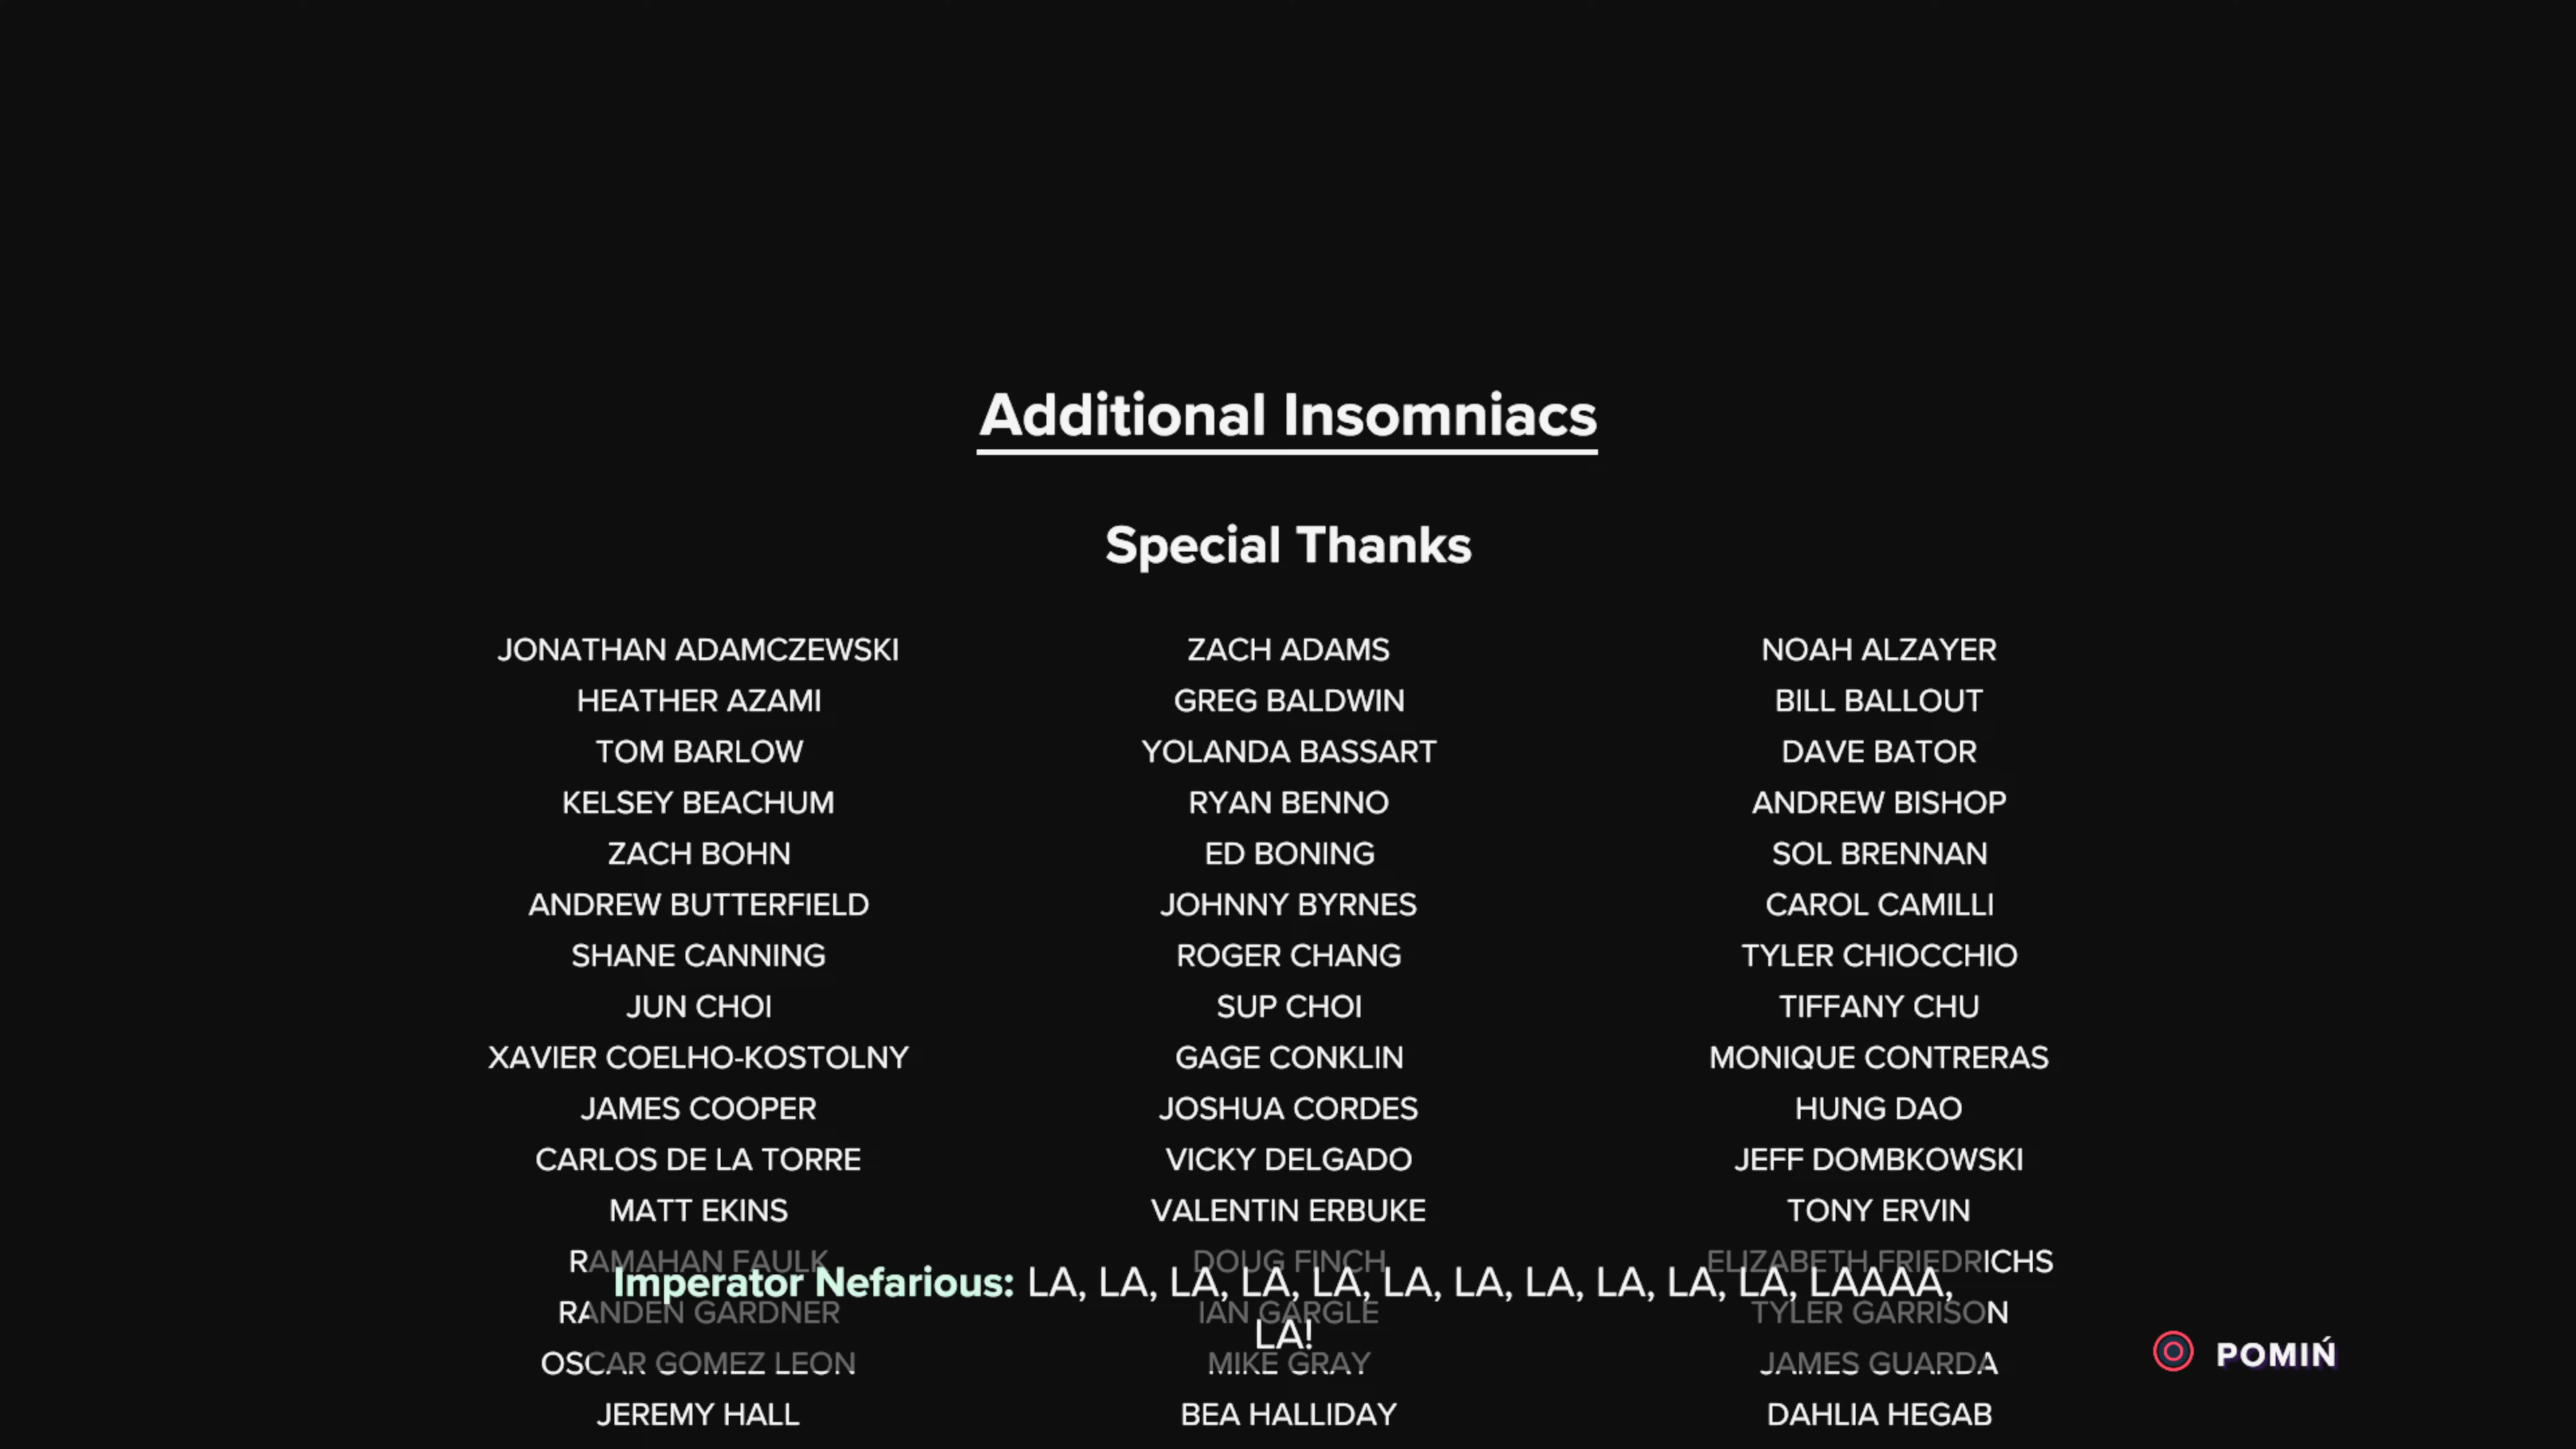 Additional Insomniacs
Special Thanks
JONATHAN ADAMCZEWSKI ZACH ADAMS NOAH ALZAYER
HEATHER AZAMI GREG BALDWIN BILL BALLOUT
TOM BARLOW YOLANDA BASSART DAVE BATOR
KELSEY BEACHUM RYAN BENNO ANDREW BISHOP
ZACH BOHN ED BONING SOL BRENNAN
ANDREW BUTTERFIELD JOHNNY BYRNES CAROL CAMILLI
SHANE CANNING ROGER CHANG TYLER CHIOCCHIO
JUN CHOI SUP CHOI TIFFANY CHU
XAVIER COELHO-KOSTOLNY GAGE CONKLIN MONIQUE CONTRERAS
JAMES COOPER JOSHUA CORDES HUNG DAO
CARLOS DE LA TORRE VICKY DELGADO JEFF DOMBKOWSKI
MATT EKINS VALENTIN ERBUKE TONY ERVIN
RAMAHAN FAULK DOUG FINCH ELIZABETH FRIEDRICHS
Imperator Nefarious: LA, LA, LA, LA, LA, LA, LA, LA, LA, LA, LA, LAAAA,
RANDEN GARDNER IAN GARGLE TYLER GARRISON
LA!
OSCAR GOMEZ LEON MIKE GRAY JAMES GUARDA
POMIŃ
JEREMY HALL BEA HALLIDAY DAHLIA HEGAB